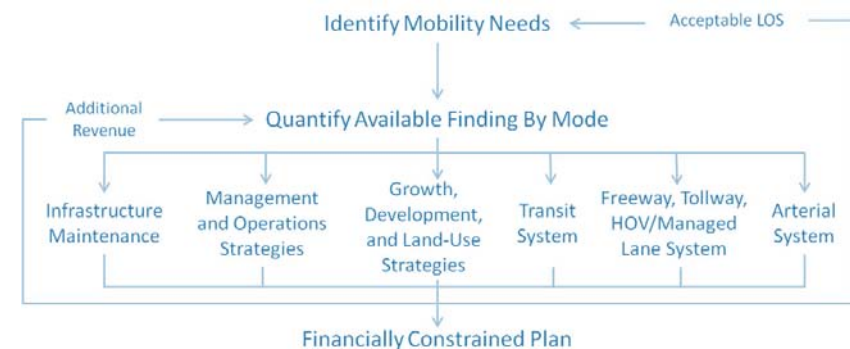 Identify Mobility Needs
Acceptable LOS
Additional
Revenue
Quantify Available Finding By Mode
Infrastructure
Maintenance
Management
and Operations
Strategies
Growth,
Development,
and Land-Use
Strategies
Transit
System
Freeway, Tollway,
HOV/Managed
Lane System
Arterial
System
Financially Constrained Plan